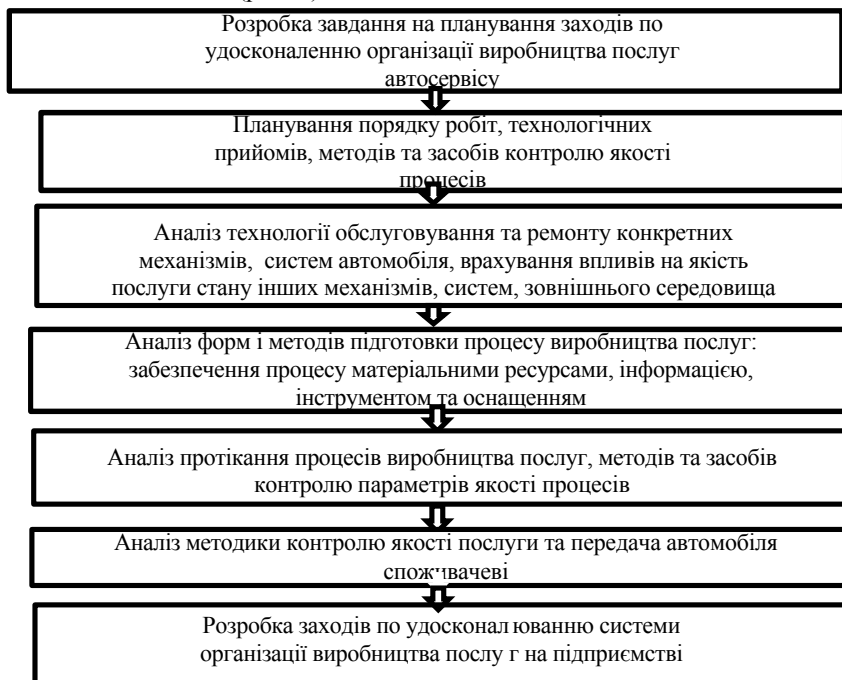 Розробка завдання на планування заходів по
удосконаленню організації виробництва послуг
автосервісу
Планування порядку робіт, технологічних
прийомів, методів та засобів контролю якості
процесів
Аналіз технології обслуговування та ремонту конкретних
механізмів, систем автомобіля, врахування впливів на якість
послуги стану інших механізмів, систем, зовнішнього середовища
Аналіз форм і методів підготовки процесу виробництва послуг:
забезпечення процесу матеріальними ресурсами, інформацією,
інструментом та оснащенням
Аналіз протікання процесів виробництва послуг, методів та засобів
контролю параметрів якості процесів
Аналіз методики контролю якості послуги та передача автомобіля
споживачеві
Розробка заходів по удосконал юванню системи
організації виробництва послу г на підприємстві